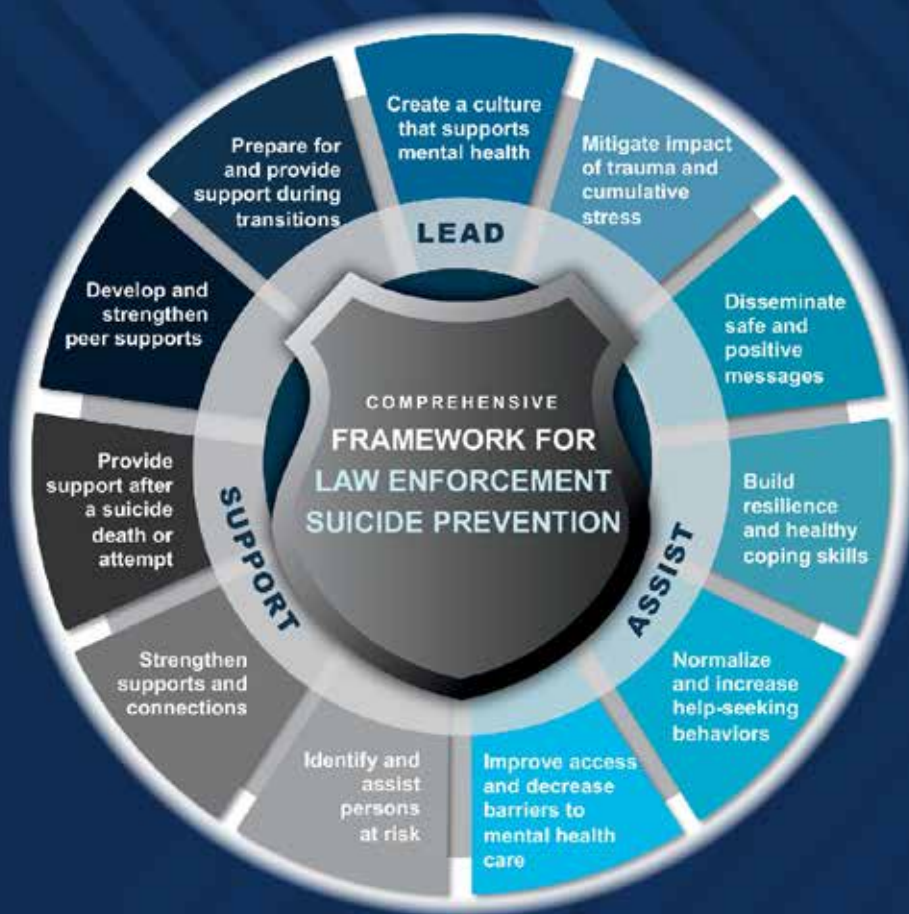 Create a culture
that supports
mental health
Mitigate impact
of trauma and
cumulative
stress
Disseminate
safe and
positive
messages
Build
resilience
and healthy
coping skills
Normalize
and increase
help-seeking
behaviors
Improve access
and decrease
barriers to
mental health
care
Identify and
assist
persons
at risk
Strengthen
supports and
connections
Provide
support after
a suicide
death or
attempt
Develop and
strengthen
peer supports
Prepare for
and provide
support during
transitions
LEAD
ASSIST
SUPPORT
COMPREHENSIVE
FRAMEWORK FOR
LAW ENFORCEMENT
SUICIDE PREVENTION